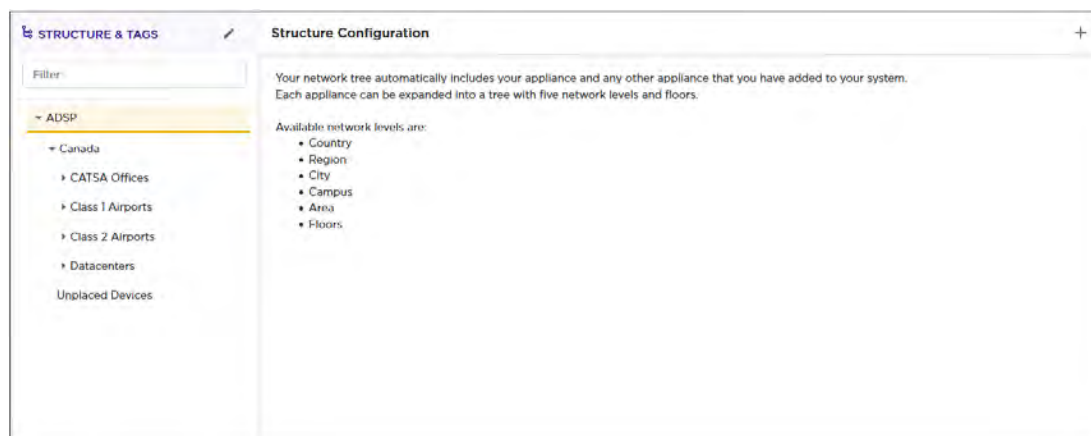 STRUCTURE & TAGS
Filter
ADSP
Canada
CATSA Offices
Class 1 Airports
Class 2 Airports
Datacenters
Unplaced Devices
Structure Configuration
Your network tree automatically includes your appliance and any other appliance that you have added to your system.
Each appliance can be expanded into a tree with five network levels and floors.
Available network levels are:
• Country
• Region
• City
• Campus
• Area
• Floors